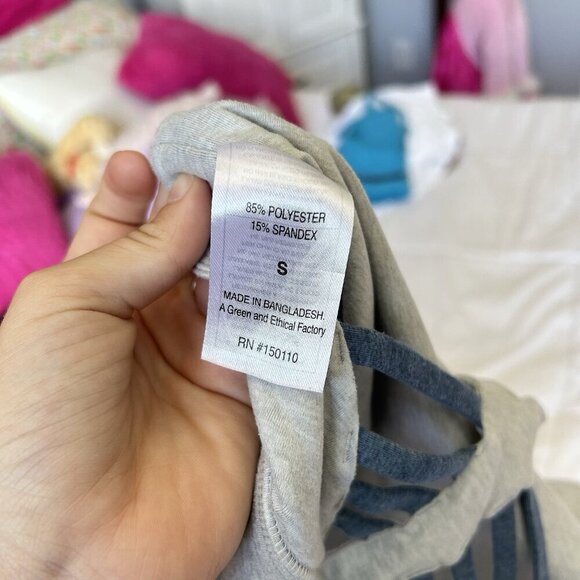 85% POLYESTER
15% SPANDEX
S
MADE IN BANGLADESH.
A Green and Ethical Factory
RN #150110